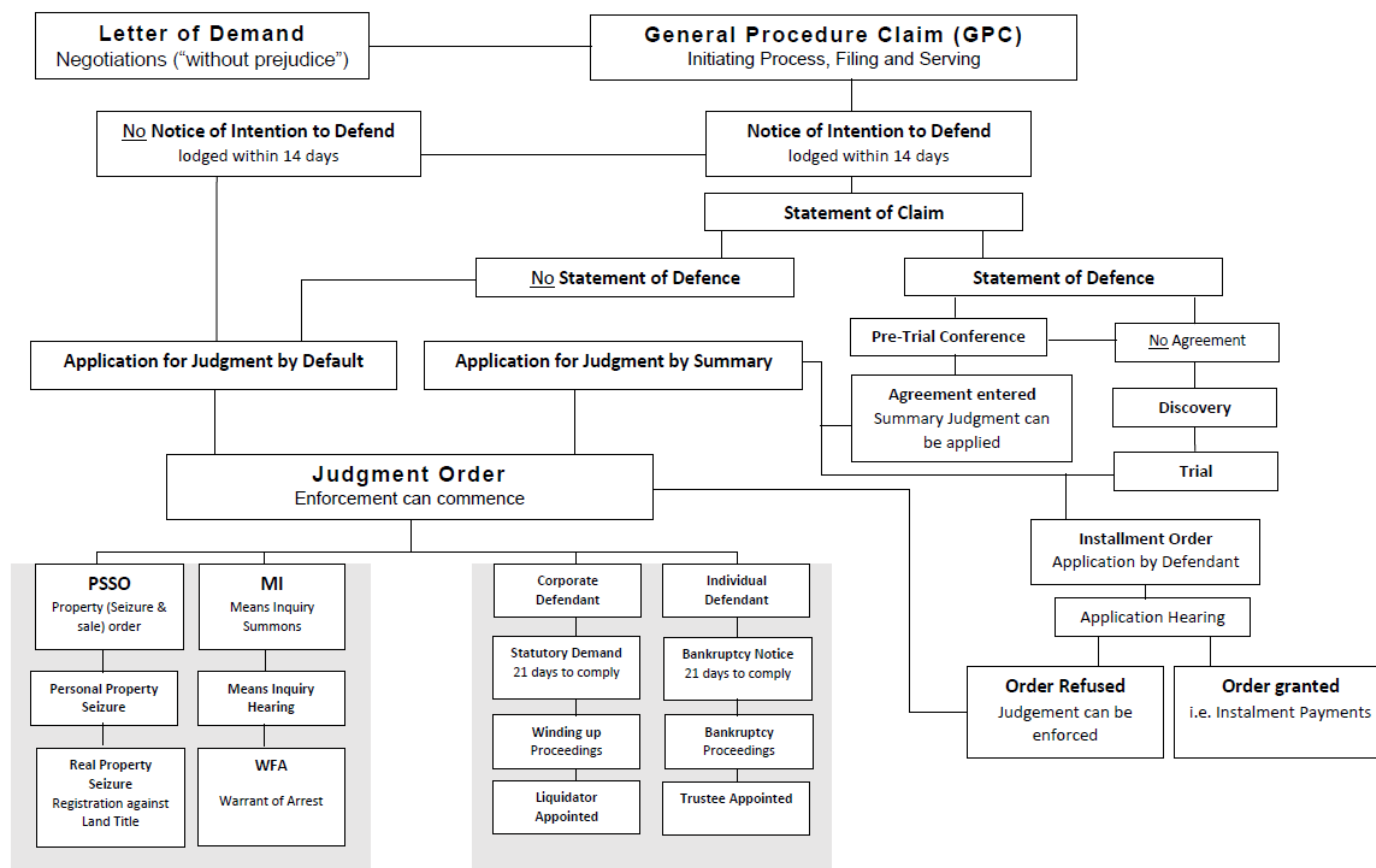 Letter of Demand
Negotiations (“without prejudice”)
General Procedure Claim (GPC)
Initiating Process, Filing and Serving
No Notice of Intention to Defend
lodged within 14 days
Notice of Intention to Defend
lodged within 14 days
Statement of Claim
No Statement of Defence
Statement of Defence
Pre-Trial Conference
No Agreement
Application for Judgment by Default
Application for Judgment by Summary
Agreement entered
Summary Judgment can
be applied
Discovery
Trial
Judgment Order
Enforcement can commence
Installment Order
Application by Defendant
Application Hearing
Order Refused
Judgement can be
enforced
Order granted
i.e. Instalment Payments
PSSO
Property (Seizure &
sale) order
Personal Property
Seizure
Real Property
Seizure
Registration against
Land Title
MI
Means Inquiry
Summons
Means Inquiry
Hearing
WFA
Warrant of Arrest
Corporate
Defendant
Statutory Demand
21 days to comply
Winding up
Proceedings
Liquidator
Appointed
Individual
Defendant
Bankruptcy Notice
21 days to comply
Bankruptcy
Proceedings
Trustee Appointed